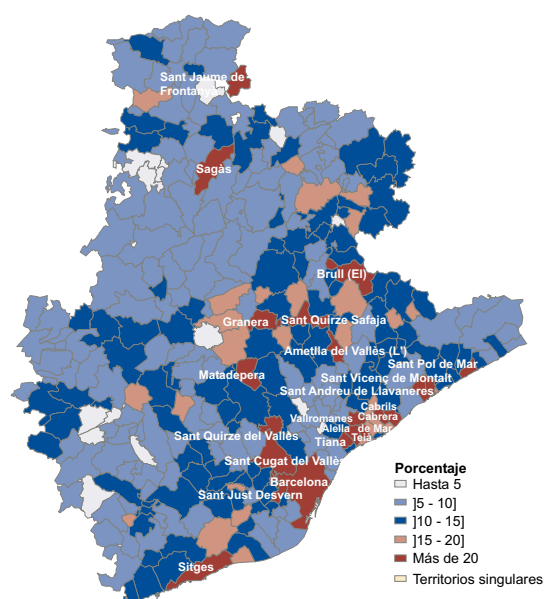 Sant Jaume de
Frontanyà
Sagàs
Brull (El)
Granera
Sant Quirze Safaja
Ametlla del Vallès (L')
Sant Pol de Mar
Matadepera
Sant Vicenç de Montalt
Sant Andreu de Llavaneres
Cabrils
Vallromanes
Cabrera
Alella
de Mar
Sant Quirze del Vallès
Tiana
Teià
Sant Cugat del Vallès
Barcelona
Sant Just Desvern
Sitges
Porcentaje
Hasta 5
]5 - 10]
]10 - 15]
]15 - 20]
Más de 20
Territorios singulares